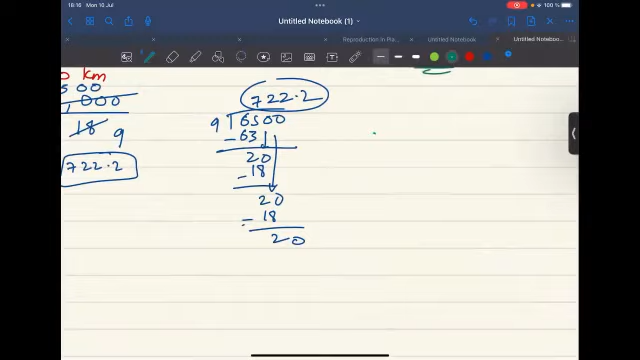 18:16 Mon 10 Jul
100 %
Untitled Notebook (1)
Reproduction in Pla...
Untitled Notebook
Untitled Noteb...
0 km
500
000
18 9
722.2
722.2
9 6500
- 63
20
- 18
20
- 18
20